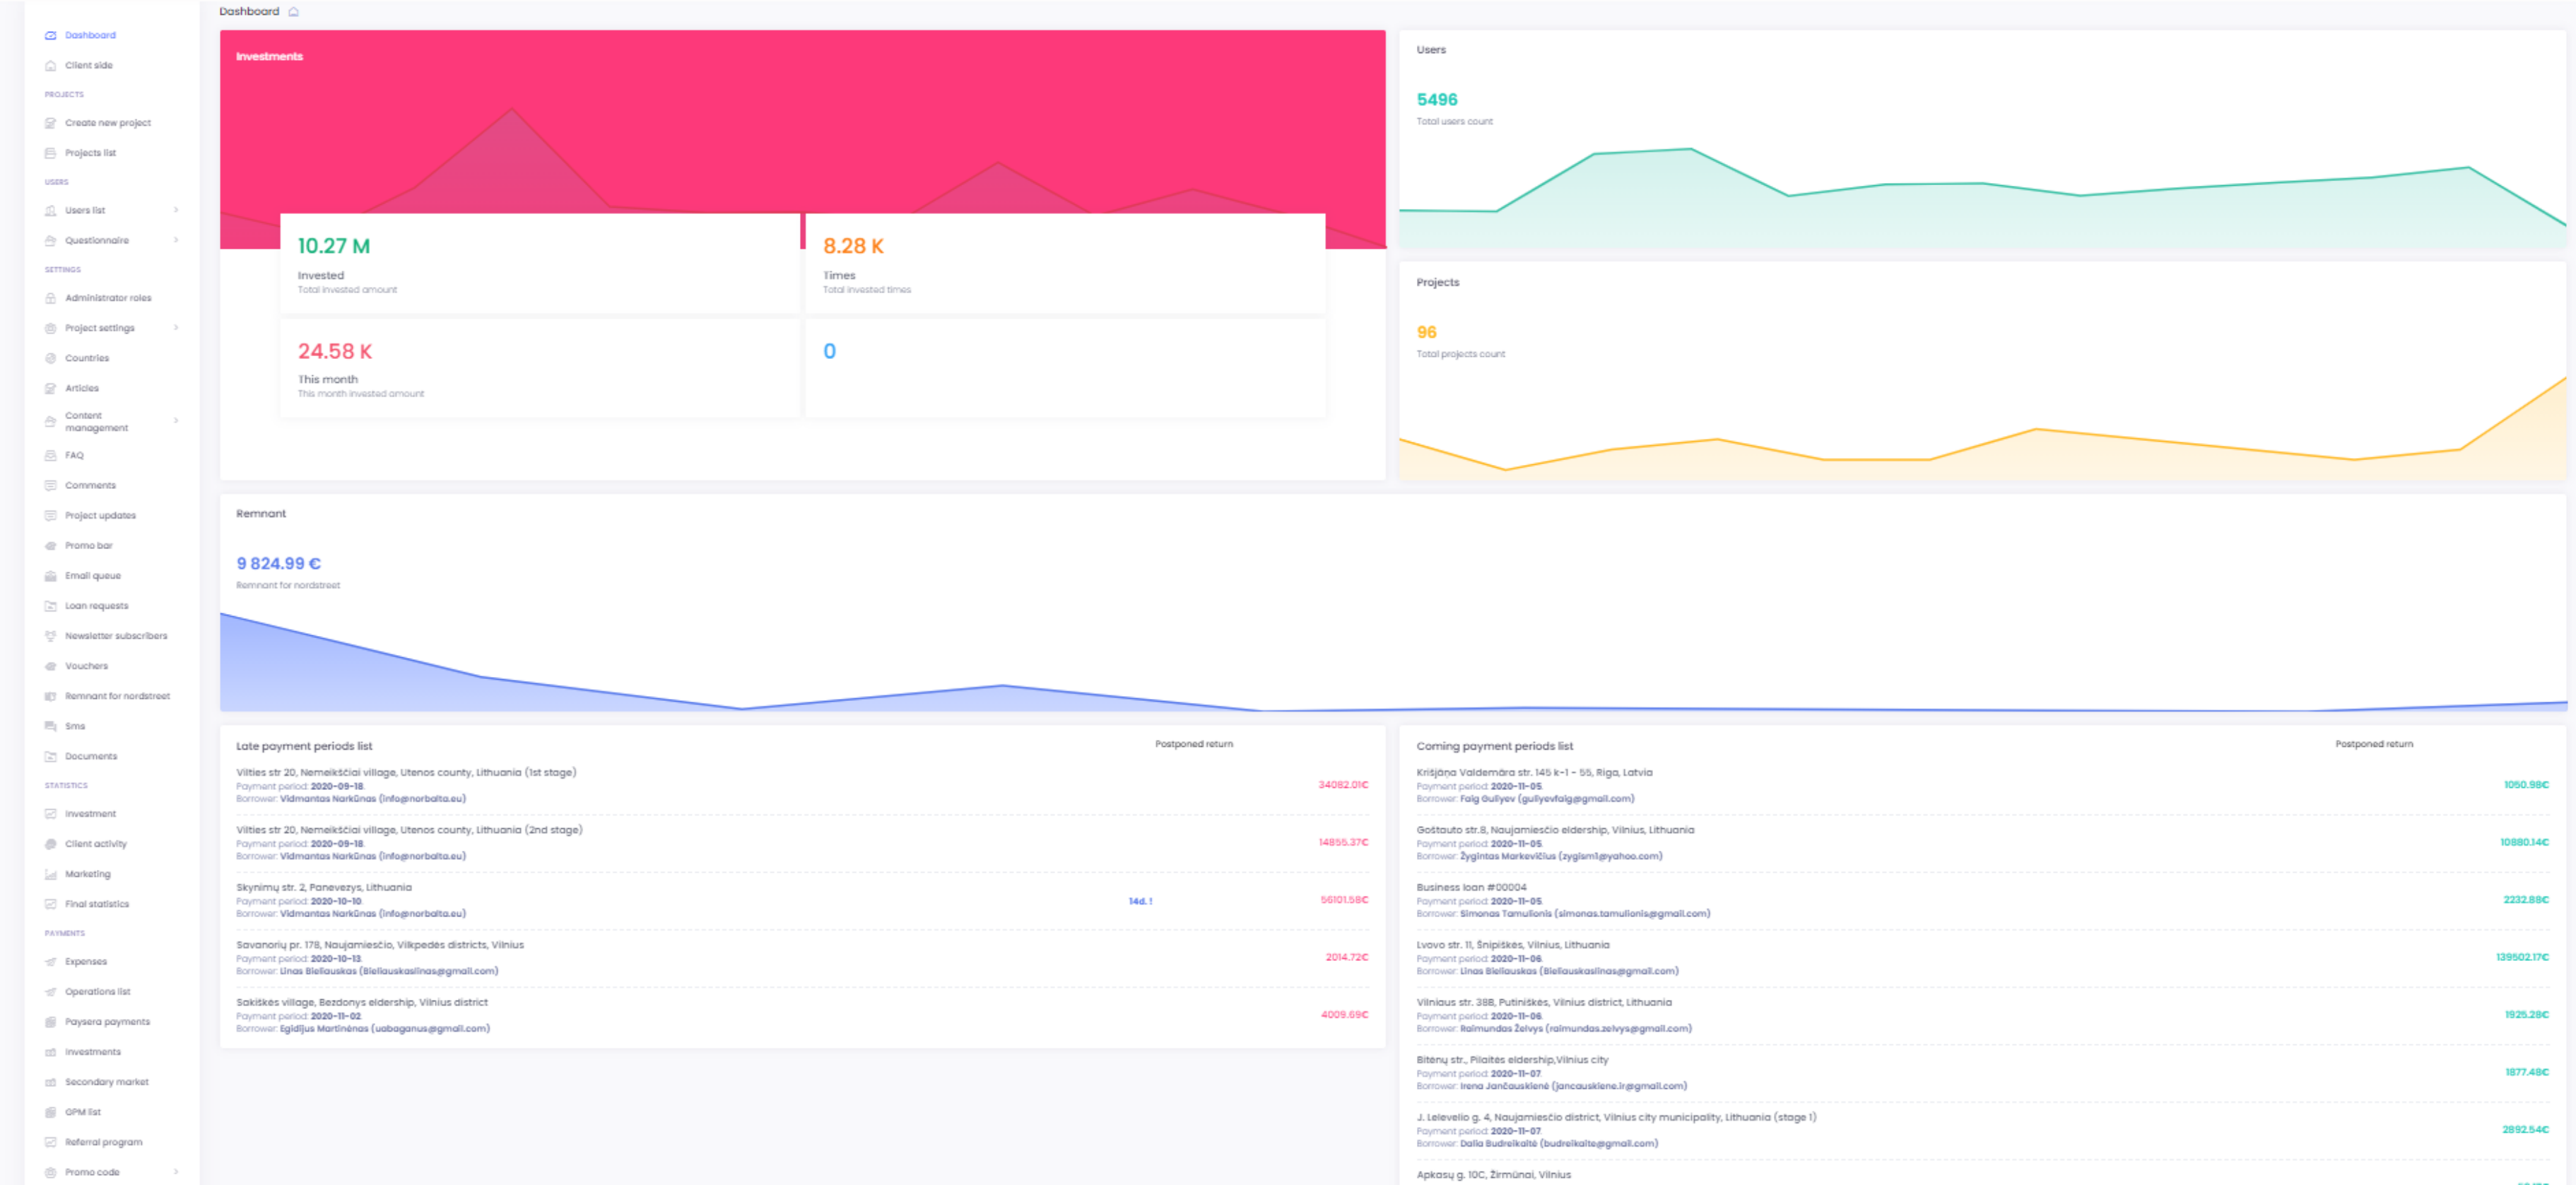 Dashboard
Dashboard
Client side
PROJECTS
Create new project
Projects list
USERS
Users list
Questionnaire
SETTINGS
Administrator roles
Project settings
Countries
Articles
Content
management
FAQ
Comments
Project updates
Promo bar
Email queue
Loan requests
Newsletter subscribers
Vouchers
Remnant for nordstreet
Sms
Documents
STATISTICS
Investment
Client activity
Marketing
Final statistics
PAYMENTS
Expenses
Operations list
Paysera payments
Investments
Secondary market
GPM list
Referral program
Promo code
Investments
10.27 M
Invested
Total invested amount
8.28 K
Times
Total invested times
24.58 K
This month
This month invested amount
0
Users
5496
Total users count
Projects
96
Total projects count
Remnant
9 824.99 €
Remnant for nordstreet
Late payment periods list Postponed return
Vilties str 20, Nemeikščiai village, Utenos county, Lithuania (1st stage)
Payment period: 2020-09-18.
Borrower: Vidmantas Narkūnas (info@norbalta.eu)
34082.01€
Vilties str 20, Nemeikščiai village, Utenos county, Lithuania (2nd stage)
Payment period: 2020-09-18.
Borrower: Vidmantas Narkūnas (info@norbalta.eu)
14855.37€
Skynimų str. 2, Panevezys, Lithuania
Payment period: 2020-10-10.
Borrower: Vidmantas Narkūnas (info@norbalta.eu)
14d. !
56101.58€
Savanorių pr. 178, Naujamiesčio, Vilkpedės districts, Vilnius
Payment period: 2020-10-13.
Borrower: Linas Bieliauskas (Bieliauskaslinas@gmail.com)
2014.72€
Sakiškės village, Bezdonys eldership, Vilnius district
Payment period: 2020-11-02.
Borrower: Egidijus Martinėnas (uabaganus@gmail.com)
4009.69€
Coming payment periods list Postponed return
Krišjāņa Valdemāra str. 145 k-1 - 55, Riga, Latvia
Payment period: 2020-11-05.
Borrower: Faig Guliyev (guliyevfaig@gmail.com)
1050.98€
Goštauto str.8, Naujamiesčio eldership, Vilnius, Lithuania
Payment period: 2020-11-05.
Borrower: Žygintas Markevičius (zygism1@yahoo.com)
10880.14€
Business loan #00004
Payment period: 2020-11-05.
Borrower: Simonas Tamulionis (simonas.tamulionis@gmail.com)
2232.88€
Lvovo str. 11, Šnipiškės, Vilnius, Lithuania
Payment period: 2020-11-06.
Borrower: Linas Bieliauskas (Bieliauskaslinas@gmail.com)
139502.17€
Vilniaus str. 38B, Putiniškės, Vilnius district, Lithuania
Payment period: 2020-11-06.
Borrower: Raimundas Želvys (raimundas.zelvys@gmail.com)
1925.28€
Bitėnų str., Pilaitės eldership,Vilnius city
Payment period: 2020-11-07.
Borrower: Irena Jančauskienė (jancauskiene.ir@gmail.com)
1877.48€
J. Lelevelio g. 4, Naujamiesčio district, Vilnius city municipality, Lithuania (stage 1)
Payment period: 2020-11-07.
Borrower: Dalia Budreikaitė (budreikaite@gmail.com)
2892.54€
Apkasų g. 10C, Žirmūnai, Vilnius